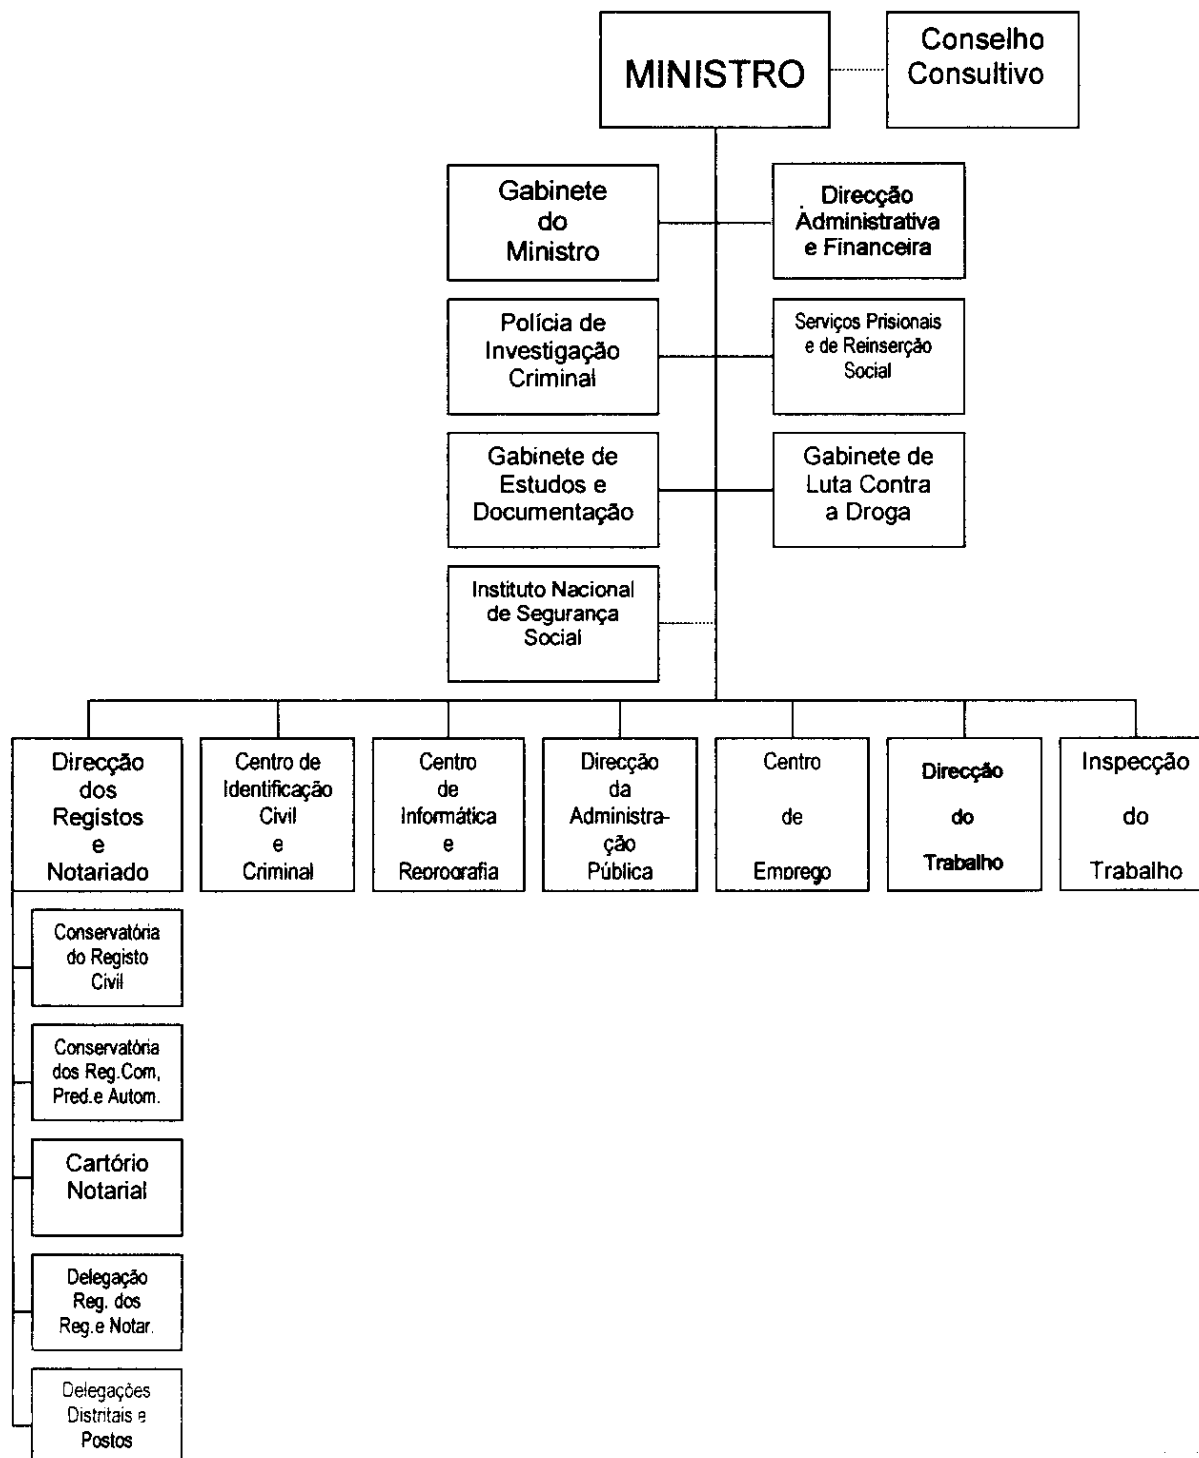 MINISTRO
Conselho
Consultivo
Gabinete
do
Ministro
Direcção
Administrativa
e Financeira
Polícia de
Investigação
Criminal
Serviços Prisionais
e de Reinserção
Social
Gabinete de
Estudos e
Documentação
Gabinete de
Luta Contra
a Droga
Instituto Nacional
de Segurança
Social
Direcção
dos
Registos
e
Notariado
Centro de
Identificação
Civil
e
Criminal
Centro
de
Informática
e
Reprografia
Direcção
da
Administra-
ção
Pública
Centro
de
Emprego
Direcção
do
Trabalho
Inspecção
do
Trabalho
Conservatória
do Registo
Civil
Conservatória
dos Reg.Com,
Pred.e Autom.
Cartório
Notarial
Delegação
Reg. dos
Reg.e Notar.
Delegações
Distritais e
Postos